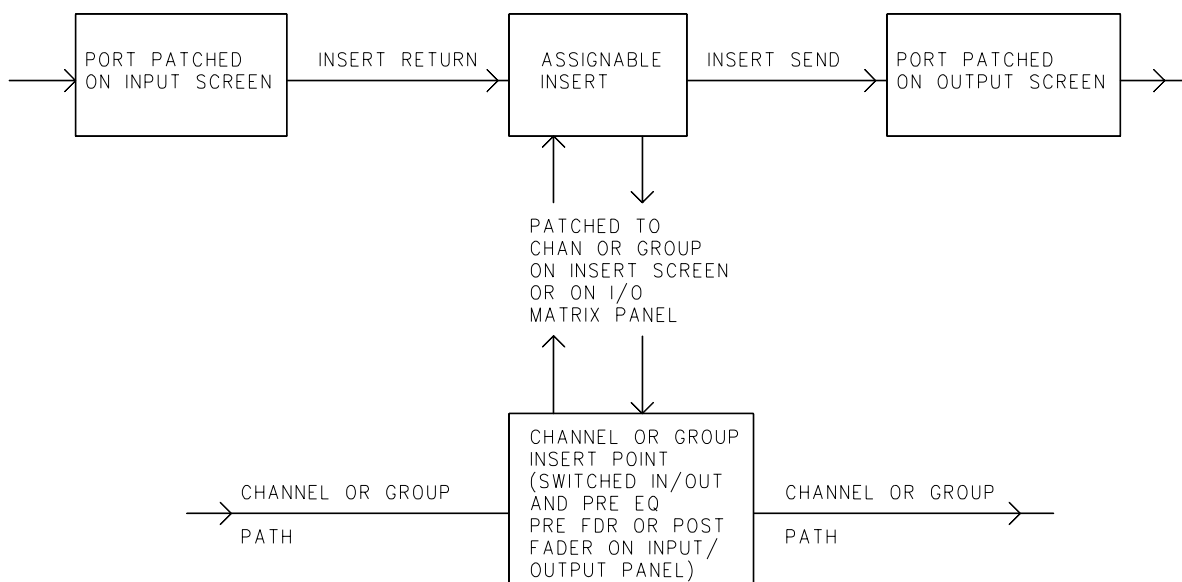 PORT PATCHED
ON INPUT SCREEN
INSERT RETURN
ASSIGNABLE
INSERT
INSERT SEND
PORT PATCHED
ON OUTPUT SCREEN
PATCHED TO
CHAN OR GROUP
ON INSERT SCREEN
OR ON I/O
MATRIX PANEL
CHANNEL OR GROUP
PATH
CHANNEL OR GROUP
INSERT POINT
(SWITCHED IN/OUT
AND PRE EQ
PRE FDR OR POST
FADER ON INPUT/
OUTPUT PANEL)
CHANNEL OR GROUP
PATH